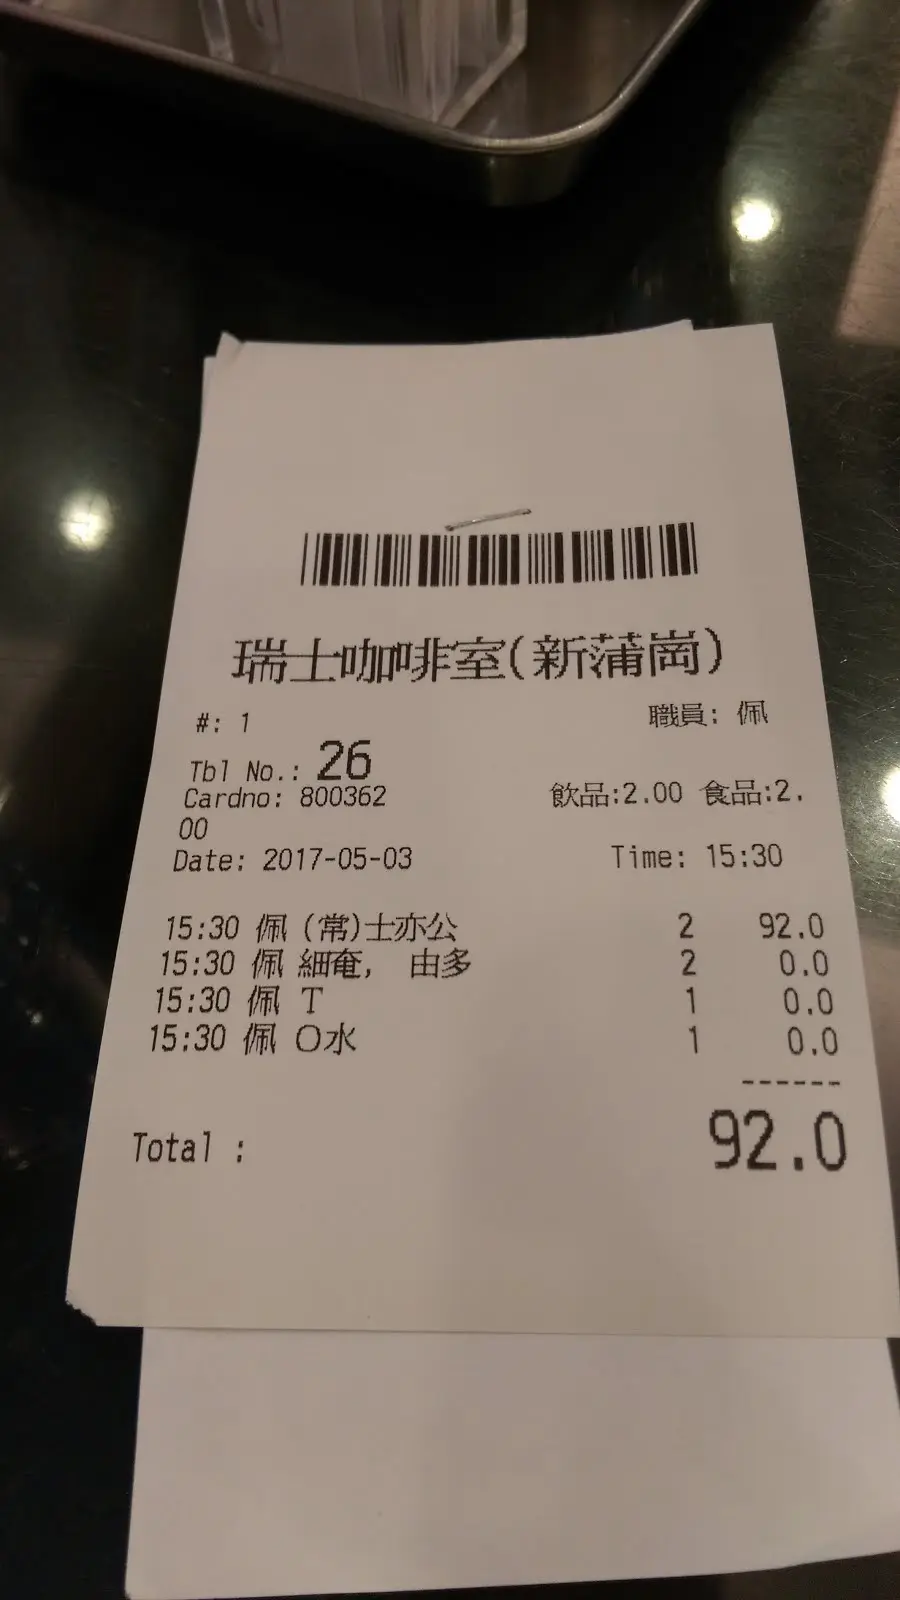 瑞士咖啡室(新蒲崗)
#: 1 職員: 佩
Tbl No.: 26
Cardno: 800362 飲品:2.00 食品:2.
00
Date: 2017-05-03 Time: 15:30
15:30 佩 (常)士亦公 2 92.0
15:30 佩 細奄, 由多 2 0.0
15:30 佩 T 1 0.0
15:30 佩 O水 1 0.0
------
Total : 92.0